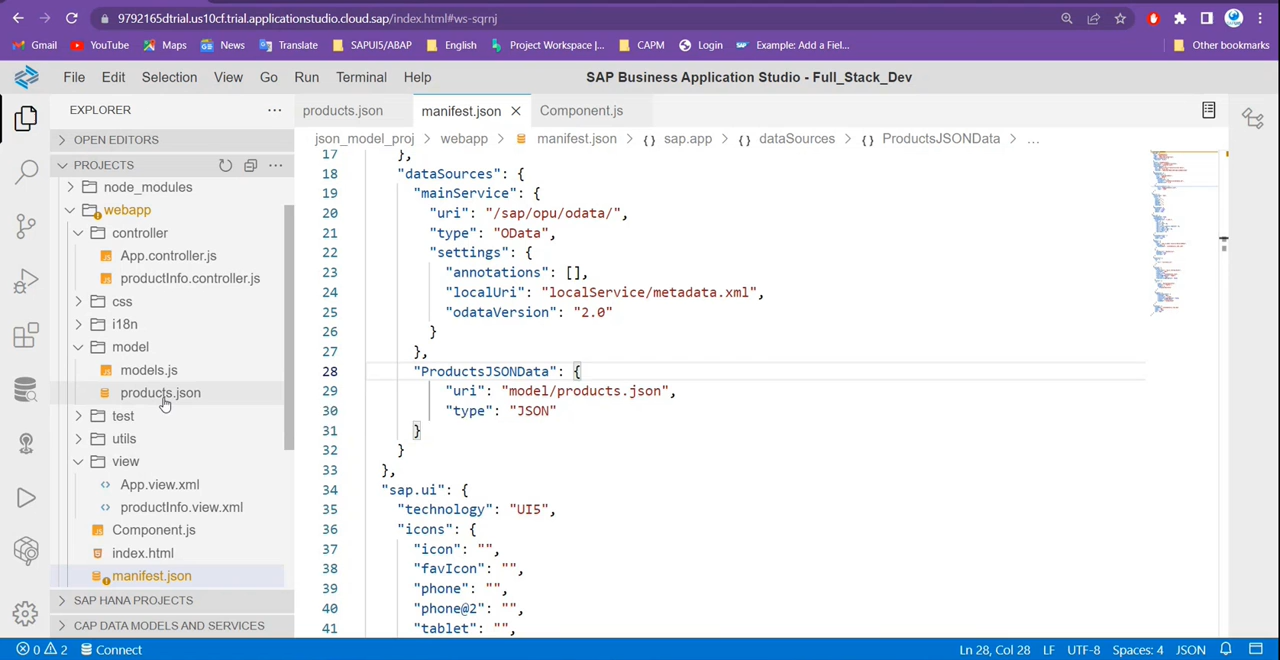 9792165dtrial.us10cf.trial.applicationstudio.cloud.sap/index.html#ws-sqrnj
Gmail YouTube Maps News Translate SAPUI5/ABAP English Project Workspace |... CAPM Login Example: Add a Fiel... Other bookmarks
File Edit Selection View Go Run Terminal Help SAP Business Application Studio - Full_Stack_Dev
EXPLORER ... products.json manifest.json Component.js
OPEN EDITORS json_model_proj > webapp > manifest.json > {} sap.app > {} dataSources > {} ProductsJSONData > ...
PROJECTS ...
node_modules
webapp
controller
App.controller.js
productInfo.controller.js
css
i18n
model
models.js
products.json
test
utils
view
App.view.xml
productInfo.view.xml
Component.js
index.html
manifest.json
SAP HANA PROJECTS
CAP DATA MODELS AND SERVICES
17 },
18 "dataSources": {
19 "mainService": {
20 "uri": "/sap/opu/odata/",
21 "type": "OData",
22 "settings": {
23 "annotations": [],
24 "localUri": "localService/metadata.xml",
25 "odataVersion": "2.0"
26 }
27 },
28 "ProductsJSONData": {
29 "uri": "model/products.json",
30 "type": "JSON"
31 }
32 }
33 },
34 "sap.ui": {
35 "technology": "UI5",
36 "icons": {
37 "icon": "",
38 "favIcon": "",
39 "phone": "",
40 "phone@2": "",
41 "tablet": "",
0 2 Connect Ln 28, Col 28 LF UTF-8 Spaces: 4 JSON